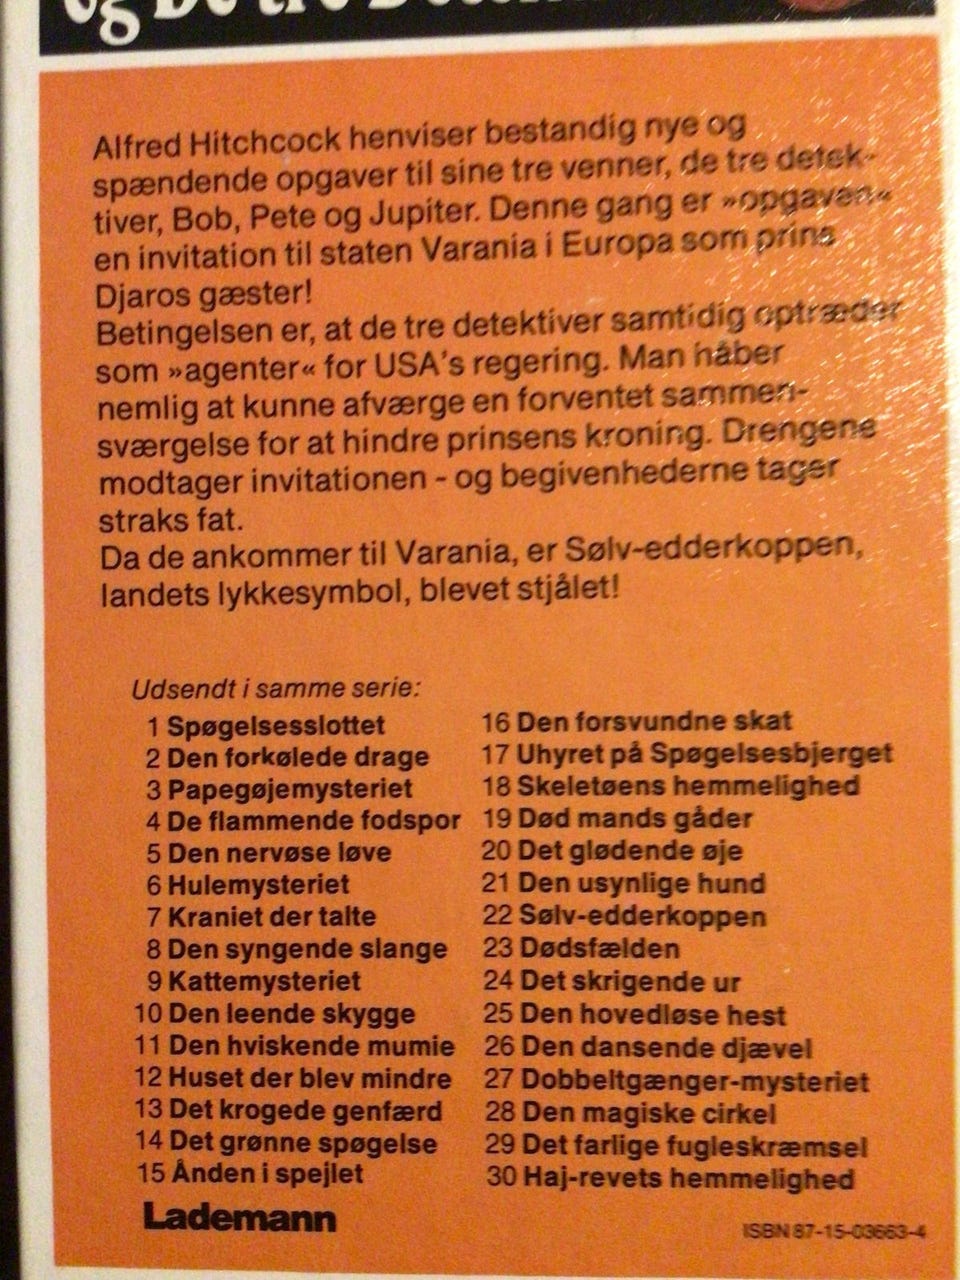 og De tre Detekti
Alfred Hitchcock henviser bestandig nye og
spændende opgaver til sine tre venner, de tre detek-
tiver, Bob, Pete og Jupiter. Denne gang er »opgaven«
en invitation til staten Varania i Europa som prins
Djaros gæster!
Betingelsen er, at de tre detektiver samtidig optræder
som »agenter« for USA's regering. Man håber
nemlig at kunne afværge en forventet sammen-
sværgelse for at hindre prinsens kroning. Drengene
modtager invitationen - og begivenhederne tager
straks fat.
Da de ankommer til Varania, er Sølv-edderkoppen,
landets lykkesymbol, blevet stjålet!
Udsendt i samme serie:
1 Spøgelsesslottet
2 Den forkølede drage
3 Papegøjemysteriet
4 De flammende fodspor
5 Den nervøse løve
6 Hulemysteriet
7 Kraniet der talte
8 Den syngende slange
9 Kattemysteriet
10 Den leende skygge
11 Den hviskende mumie
12 Huset der blev mindre
13 Det krogede genfærd
14 Det grønne spøgelse
15 Ånden i spejlet
16 Den forsvundne skat
17 Uhyret på Spøgelsesbjerget
18 Skeletøens hemmelighed
19 Død mands gåder
20 Det glødende øje
21 Den usynlige hund
22 Sølv-edderkoppen
23 Dødsfælden
24 Det skrigende ur
25 Den hovedløse hest
26 Den dansende djævel
27 Dobbeltgænger-mysteriet
28 Den magiske cirkel
29 Det farlige fugleskræmsel
30 Haj-revets hemmelighed
Lademann
ISBN 87-15-03663-4